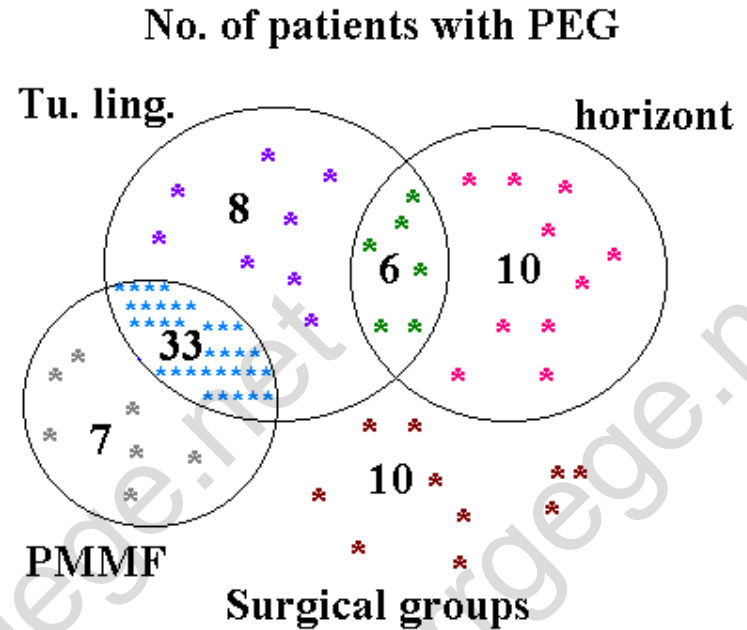 No. of patients with PEG
Tu. ling.
horizont
8
6
10
33
7
10
PMMF
Surgical groups